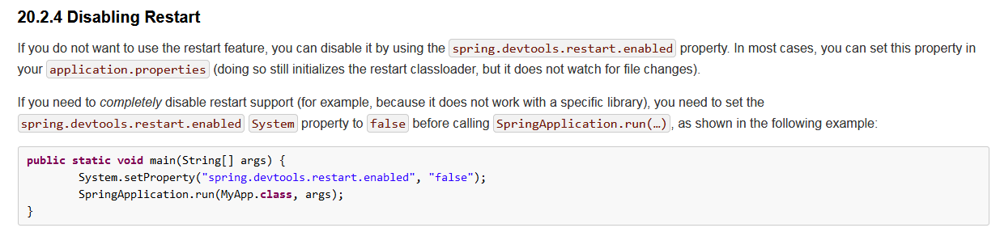 20.2.4 Disabling Restart
If you do not want to use the restart feature, you can disable it by using the spring.devtools.restart.enabled property. In most cases, you can set this property in
your application.properties (doing so still initializes the restart classloader, but it does not watch for file changes).
If you need to completely disable restart support (for example, because it does not work with a specific library), you need to set the
spring.devtools.restart.enabled System property to false before calling SpringApplication.run(…), as shown in the following example:
public static void main(String[] args) {
        System.setProperty("spring.devtools.restart.enabled", "false");
        SpringApplication.run(MyApp.class, args);
}